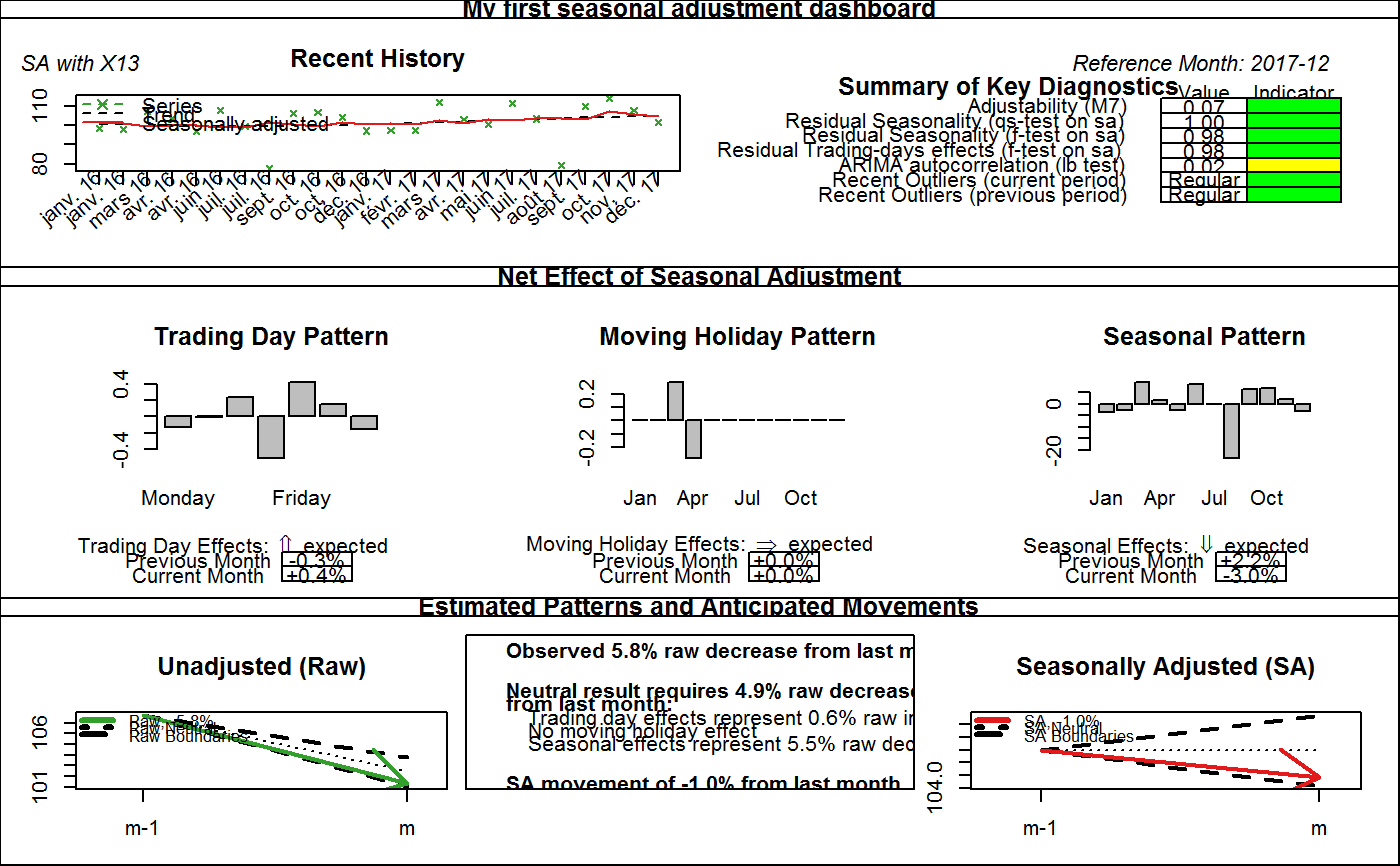 My first seasonal adjustment dashboard
SA with X13
Recent History
Reference Month: 2017-12
Summary of Key Diagnostics
Value
Indicator
110
80
Series
Trend
Seasonally adjusted
janv. 16
janv. 16
mars 16
avr. 16
avr. 16
juin 16
juil. 16
juil. 16
sept. 16
oct. 16
oct. 16
déc. 16
janv. 17
févr. 17
mars 17
avr. 17
mai 17
juin 17
juil. 17
août 17
sept. 17
oct. 17
nov. 17
déc. 17
Adjustability (M7) 0.07
Residual Seasonality (qs-test on sa) 1.00
Residual Seasonality (f-test on sa) 0.98
Residual Trading-days effects (f-test on sa) 0.98
ARIMA autocorrelation (lb test) 0.02
Recent Outliers (current period) Regular
Recent Outliers (previous period) Regular
Net Effect of Seasonal Adjustment
Trading Day Pattern
0.4
-0.4
Monday Friday
Trading Day Effects: ⇑ expected
Previous Month -0.3%
Current Month +0.4%
Moving Holiday Pattern
0.2
-0.2
Jan Apr Jul Oct
Moving Holiday Effects: ⇒ expected
Previous Month +0.0%
Current Month +0.0%
Seasonal Pattern
0
-20
Jan Apr Jul Oct
Seasonal Effects: ⇓ expected
Previous Month +2.2%
Current Month -3.0%
Estimated Patterns and Anticipated Movements
Unadjusted (Raw)
106
101
Raw, -5.8%
Raw Neutral
Raw Boundaries
m-1 m
Observed 5.8% raw decrease from last m
Neutral result requires 4.9% raw decrease
from last month:
Trading day effects represent 0.6% raw in
No moving holiday effect
Seasonal effects represent 5.5% raw dec
SA movement of -1.0% from last month
Seasonally Adjusted (SA)
104.0
SA, -1.0%
SA Neutral
SA Boundaries
m-1 m